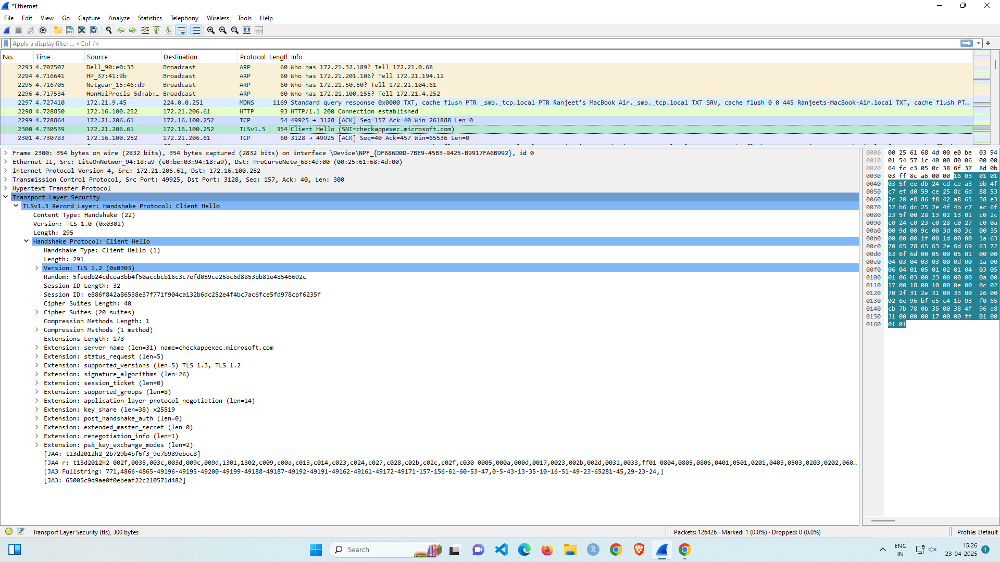 *Ethernet
File Edit View Go Capture Analyze Statistics Telephony Wireless Tools Help
Apply a display filter ... <Ctrl-/>
No. Time Source Destination Protocol Lengtl Info
2293 4.707507 Dell_90:e0:33 Broadcast ARP 60 Who has 172.21.32.189? Tell 172.21.0.68
2294 4.716641 HP_37:41:9b Broadcast ARP 60 Who has 172.21.201.106? Tell 172.21.194.12
2295 4.716705 Netgear_15:46:d9 Broadcast ARP 60 Who has 172.21.50.50? Tell 172.21.104.61
2296 4.717534 HonHaiPrecis_5d:ab:… Broadcast ARP 60 Who has 172.21.100.155? Tell 172.21.4.252
2297 4.727410 172.21.9.45 224.0.0.251 MDNS 1169 Standard query response 0x0000 TXT, cache flush PTR _smb._tcp.local PTR Ranjeet’s MacBook Air._smb._tcp.local TXT SRV, cache flush 0 0 445 Ranjeets-MacBook-Air.local TXT, cache flush PT…
2298 4.728850 172.16.100.252 172.21.206.61 HTTP 93 HTTP/1.1 200 Connection established
2299 4.728864 172.21.206.61 172.16.100.252 TCP 54 49925 → 3128 [ACK] Seq=157 Ack=40 Win=261888 Len=0
2300 4.730539 172.21.206.61 172.16.100.252 TLSv1.3 354 Client Hello (SNI=checkappexec.microsoft.com)
2301 4.730783 172.16.100.252 172.21.206.61 TCP 60 3128 → 49925 [ACK] Seq=40 Ack=457 Win=65536 Len=0
Frame 2300: 354 bytes on wire (2832 bits), 354 bytes captured (2832 bits) on interface \Device\NPF_{DF686D0D-7BE9-45B3-9425-B9917FA6B992}, id 0
Ethernet II, Src: LiteOnNetwor_94:18:a9 (e0:be:03:94:18:a9), Dst: ProCurveNetw_68:4d:00 (00:25:61:68:4d:00)
Internet Protocol Version 4, Src: 172.21.206.61, Dst: 172.16.100.252
Transmission Control Protocol, Src Port: 49925, Dst Port: 3128, Seq: 157, Ack: 40, Len: 300
Hypertext Transfer Protocol
Transport Layer Security
TLSv1.3 Record Layer: Handshake Protocol: Client Hello
Content Type: Handshake (22)
Version: TLS 1.0 (0x0301)
Length: 295
Handshake Protocol: Client Hello
Handshake Type: Client Hello (1)
Length: 291
Version: TLS 1.2 (0x0303)
Random: 5feedb24cdcea3bb4f50accbcb16c3c7efd059ce258c6d8853bb81e48546692c
Session ID Length: 32
Session ID: e886f842a86538e37f771f904ca132b6dc252e4f4bc7ac6fce5fd978cbf6235f
Cipher Suites Length: 40
Cipher Suites (20 suites)
Compression Methods Length: 1
Compression Methods (1 method)
Extensions Length: 178
Extension: server_name (len=31) name=checkappexec.microsoft.com
Extension: status_request (len=5)
Extension: supported_versions (len=5) TLS 1.3, TLS 1.2
Extension: signature_algorithms (len=26)
Extension: session_ticket (len=0)
Extension: supported_groups (len=8)
Extension: application_layer_protocol_negotiation (len=14)
Extension: key_share (len=38) x25519
Extension: post_handshake_auth (len=0)
Extension: extended_master_secret (len=0)
Extension: renegotiation_info (len=1)
Extension: psk_key_exchange_modes (len=2)
[JA4: t13d2012h2_2b729b4bf6f3_9e7b989ebec8]
[JA4_r: t13d2012h2_002f,0035,003c,003d,009c,009d,1301,1302,c009,c00a,c013,c014,c023,c024,c027,c028,c02b,c02c,c02f,c030_0005,000a,000d,0017,0023,002b,002d,0031,0033,ff01_0804,0805,0806,0401,0501,0201,0403,0503,0203,0202,060…
[JA3 Fullstring: 771,4866-4865-49196-49195-49200-49199-49188-49187-49192-49191-49162-49161-49172-49171-157-156-61-60-53-47,0-5-43-13-35-10-16-51-49-23-65281-45,29-23-24,]
[JA3: 65005c9d9ae0f0ebeaf22c210571d482]
0000 00 25 61 68 4d 00 e0 be 03 94
0010 01 54 57 1c 40 00 80 06 00 00
0020 64 fc c3 05 0c 38 6f 37 8d 0b
0030 03 ff 8c a6 00 00 16 03 01 01
0040 03 5f ee db 24 cd ce a3 bb 4f
0050 c7 ef d0 59 ce 25 8c 6d 88 53
0060 2c 20 e8 86 f8 42 a8 65 38 e3
0070 32 b6 dc 25 2e 4f 4b c7 ac 6f
0080 23 5f 00 28 13 02 13 01 c0 2c
0090 c0 24 c0 23 c0 28 c0 27 c0 0a
00a0 00 9d 00 9c 00 3d 00 3c 00 35
00b0 00 00 00 1f 00 1d 00 00 1a 63
00c0 70 65 78 65 63 2e 6d 69 63 72
00d0 63 6f 6d 00 05 00 05 01 00 00
00e0 04 03 04 03 03 00 0d 00 1a 00
00f0 06 04 01 05 01 02 01 04 03 05
0100 01 06 03 00 23 00 00 00 0a 00
0110 17 00 18 00 10 00 0e 00 0c 02
0120 70 2f 31 2e 31 00 33 00 26 00
0130 02 6e 96 bf e5 c4 1b 93 f0 65
0140 cb 7b 78 0b 35 00 38 4f 96 e8
0150 31 00 00 00 17 00 00 ff 01 00
0160 01 01
Transport Layer Security (tls), 300 bytes
Packets: 126426 · Marked: 1 (0.0%) · Dropped: 0 (0.0%)
Profile: Default
Search
ENG
IN
15:26
23-04-2025
1